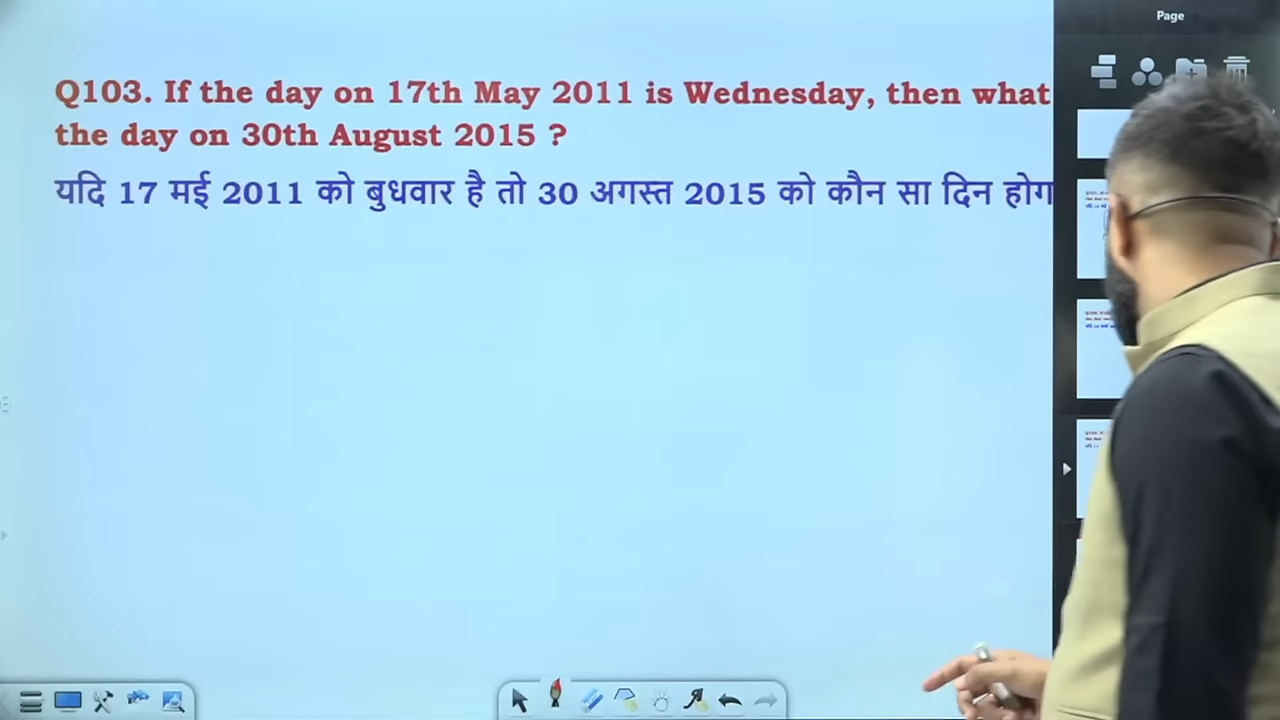 Page
Q103. If the day on 17th May 2011 is Wednesday, then what
the day on 30th August 2015 ?
यदि 17 मई 2011 को बुधवार है तो 30 अगस्त 2015 को कौन सा दिन होग